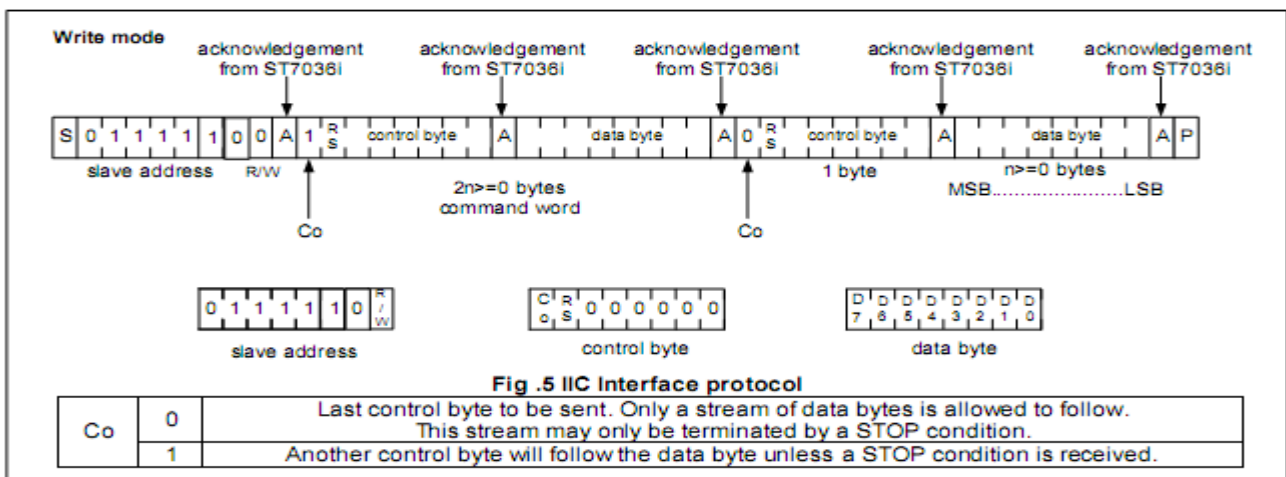 Write mode
acknowledgement from ST7036i
acknowledgement from ST7036i
acknowledgement from ST7036i
acknowledgement from ST7036i
acknowledgement from ST7036i
S 0 1 1 1 1 1 0 0 A 1 RS control byte A data byte A 0 RS control byte A data byte A P
slave address R/W 2n>=0 bytes 1 byte n>=0 bytes
command word MSB......................LSB
Co Co
0 1 1 1 1 1 0 R/W Co RS 0 0 0 0 0 0 D7 D6 D5 D4 D3 D2 D1 D0
slave address control byte data byte
Fig .5 IIC Interface protocol
Co 0 Last control byte to be sent. Only a stream of data bytes is allowed to follow.
This stream may only be terminated by a STOP condition.
1 Another control byte will follow the data byte unless a STOP condition is received.